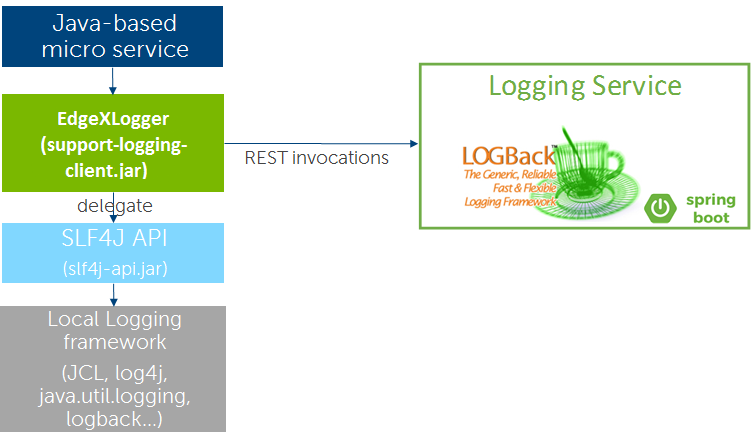 Java-based
micro service
EdgeXLogger
(support-logging-
client.jar)
REST invocations
delegate
SLF4J API
(slf4j-api.jar)
Local Logging
framework
(JCL, log4j,
java.util.logging,
logback...)
Logging Service
LOGBack™
The Generic, Reliable
Fast & Flexible
Logging Framework
spring
boot